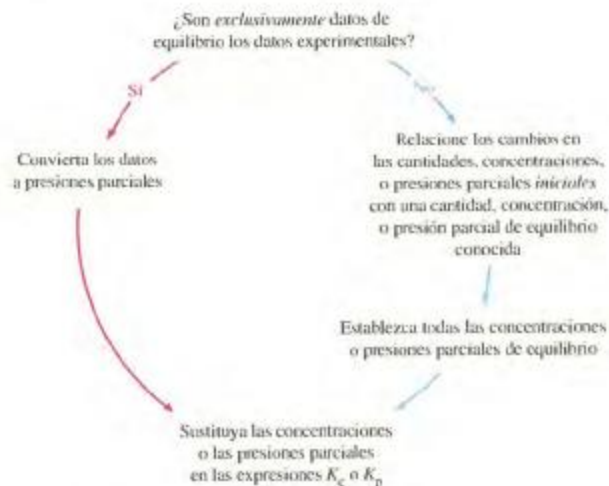 ¿Son exclusivamente datos de
equilibrio los datos experimentales?
Sí
Convierta los datos
a presiones parciales
Relacione los cambios en
las cantidades, concentraciones,
o presiones parciales iniciales
con una cantidad, concentración,
o presión parcial de equilibrio
conocida
Establezca todas las concentraciones
o presiones parciales de equilibrio
Sustituya las concentraciones
o las presiones parciales
en las expresiones Kc o Kp